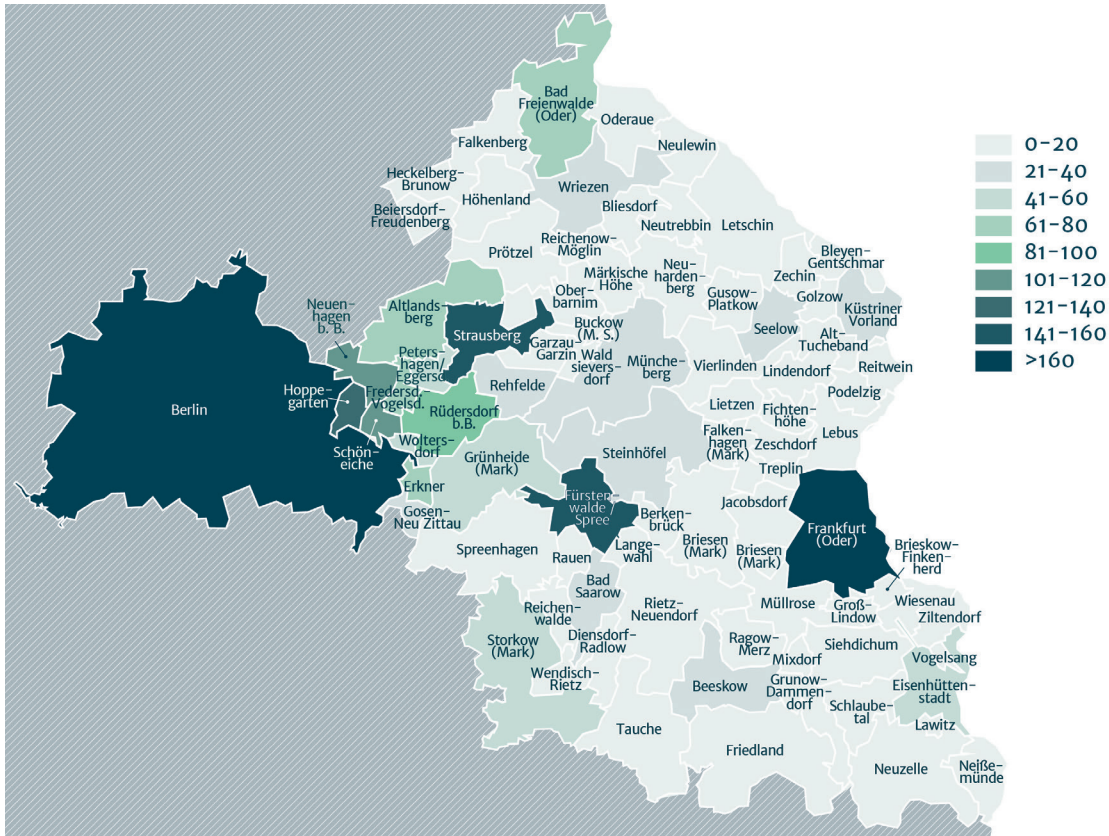 Bad
Freienwalde
(Oder)
Oderaue
Falkenberg
Neulewin
Heckelberg–
Brunow
Wriezen
Höhenland
Bliesdorf
Beiersdorf–
Freudenberg
Neutrebbin
Letschin
Reichenow–
Möglin
Prötzel
Bleyen–
Gentschmar
Märkische
Höhe
Neu–
harden–
berg
Zechin
Ober–
barnim
Gusow–
Platkow
Golzow
Küstriner
Vorland
Neuen–
hagen
b. B.
Altlands–
berg
Strausberg
Buckow
(M. S.)
Seelow
Alt–
Tucheband
Garzau–
Garzin
Wald
sievers–
dorf
Münche–
berg
Vierlinden
Lindendorf
Reitwein
Peters–
hagen/
Eggersd.
Rehfelde
Podelzig
Hoppe–
garten
Fredersd.–
Vogelsd.
Rüdersdorf
b.B.
Lietzen
Fichten–
höhe
Berlin
Lebus
Falken–
hagen
(Mark)
Zeschdorf
Schön–
eiche
Wolters–
dorf
Grünheide
(Mark)
Steinhöfel
Treplin
Erkner
Fürsten–
walde /
Spree
Jacobsdorf
Gosen–
Neu Zittau
Berken–
brück
Frankfurt
(Oder)
Brieskow–
Finken–
herd
Spreenhagen
Rauen
Lange–
wahl
Briesen
(Mark)
Briesen
(Mark)
Bad
Saarow
Reichen–
walde
Rietz–
Neuendorf
Müllrose
Groß–
Lindow
Wiesenau
Ziltendorf
Storkow
(Mark)
Diensdorf–
Radlow
Ragow–
Merz
Siehdichum
Mixdorf
Vogelsang
Wendisch–
Rietz
Beeskow
Grunow–
Dammen–
dorf
Eisenhütten–
stadt
Schlaube–
tal
Lawitz
Tauche
Friedland
Neuzelle
Neiße–
münde
0–20
21–40
41–60
61–80
81–100
101–120
121–140
141–160
>160